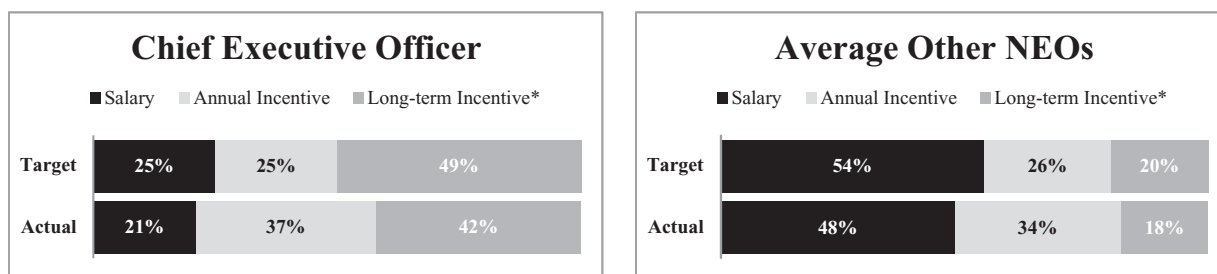 Chief Executive Officer
Salary Annual Incentive Long-term Incentive*
Target 25% 25% 49%
Actual 21% 37% 42%
Average Other NEOs
Salary Annual Incentive Long-term Incentive*
Target 54% 26% 20%
Actual 48% 34% 18%